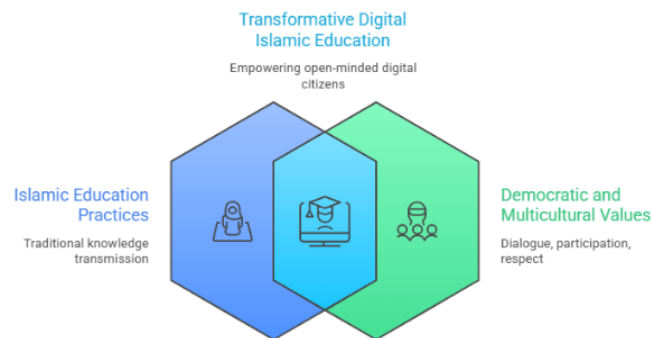 Transformative Digital
Islamic Education
Empowering open-minded digital
citizens
Islamic Education
Practices
Traditional knowledge
transmission
Democratic and
Multicultural Values
Dialogue, participation,
respect